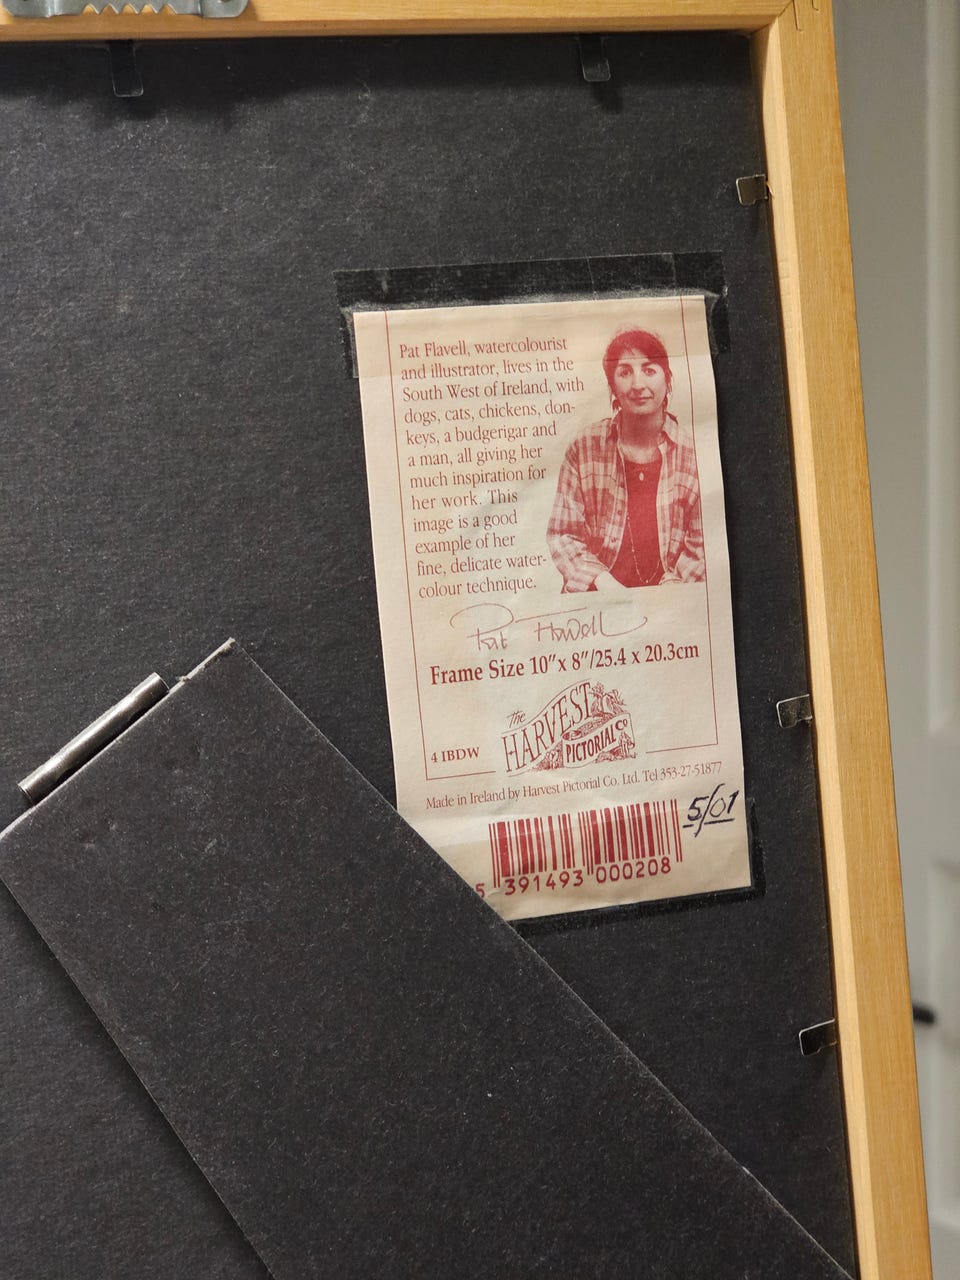 Pat Flavell, watercolourist
and illustrator, lives in the
South West of Ireland, with
dogs, cats, chickens, don-
keys, a budgerigar and
a man, all giving her
much inspiration for
her work. This
image is a good
example of her
fine, delicate water-
colour technique.
Pat Flavell
Frame Size 10"x 8"/25.4 x 20.3cm
The
HARVEST
PICTORIAL Co
4 IBDW
Made in Ireland by Harvest Pictorial Co. Ltd. Tel 353-27-51877
5/01
5 391493 000208